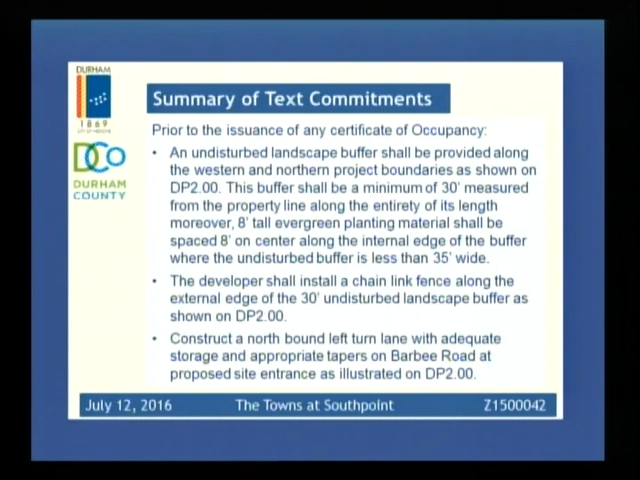 DURHAM
1869
CITY OF MEDICINE
DCo
DURHAM
COUNTY
Summary of Text Commitments
Prior to the issuance of any certificate of Occupancy:
• An undisturbed landscape buffer shall be provided along
the western and northern project boundaries as shown on
DP2.00. This buffer shall be a minimum of 30' measured
from the property line along the entirety of its length
moreover, 8' tall evergreen planting material shall be
spaced 8' on center along the internal edge of the buffer
where the undisturbed buffer is less than 35' wide.
• The developer shall install a chain link fence along the
external edge of the 30' undisturbed landscape buffer as
shown on DP2.00.
• Construct a north bound left turn lane with adequate
storage and appropriate tapers on Barbee Road at
proposed site entrance as illustrated on DP2.00.
July 12, 2016 The Towns at Southpoint Z1500042